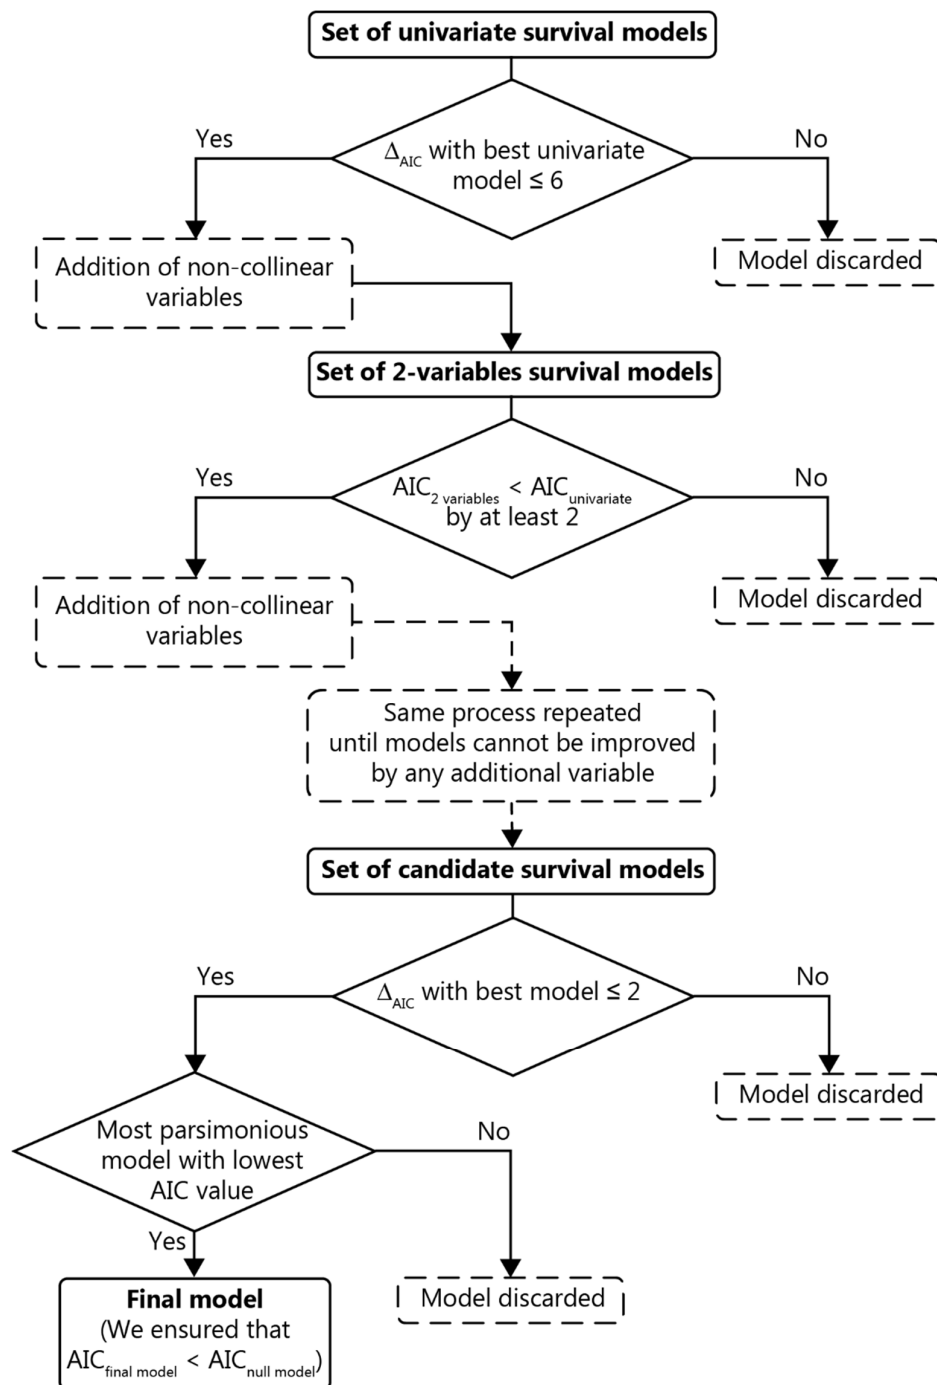 Set of univariate survival models
Yes
No
ΔAIC with best univariate
model ≤ 6
Addition of non-collinear
variables
Model discarded
Set of 2-variables survival models
Yes
No
AIC2 variables < AICunivariate
by at least 2
Addition of non-collinear
variables
Model discarded
Same process repeated
until models cannot be improved
by any additional variable
Set of candidate survival models
Yes
No
ΔAIC with best model ≤ 2
Model discarded
Most parsimonious
model with lowest
AIC value
No
Yes
Final model
(We ensured that
AICfinal model < AICnull model)
Model discarded